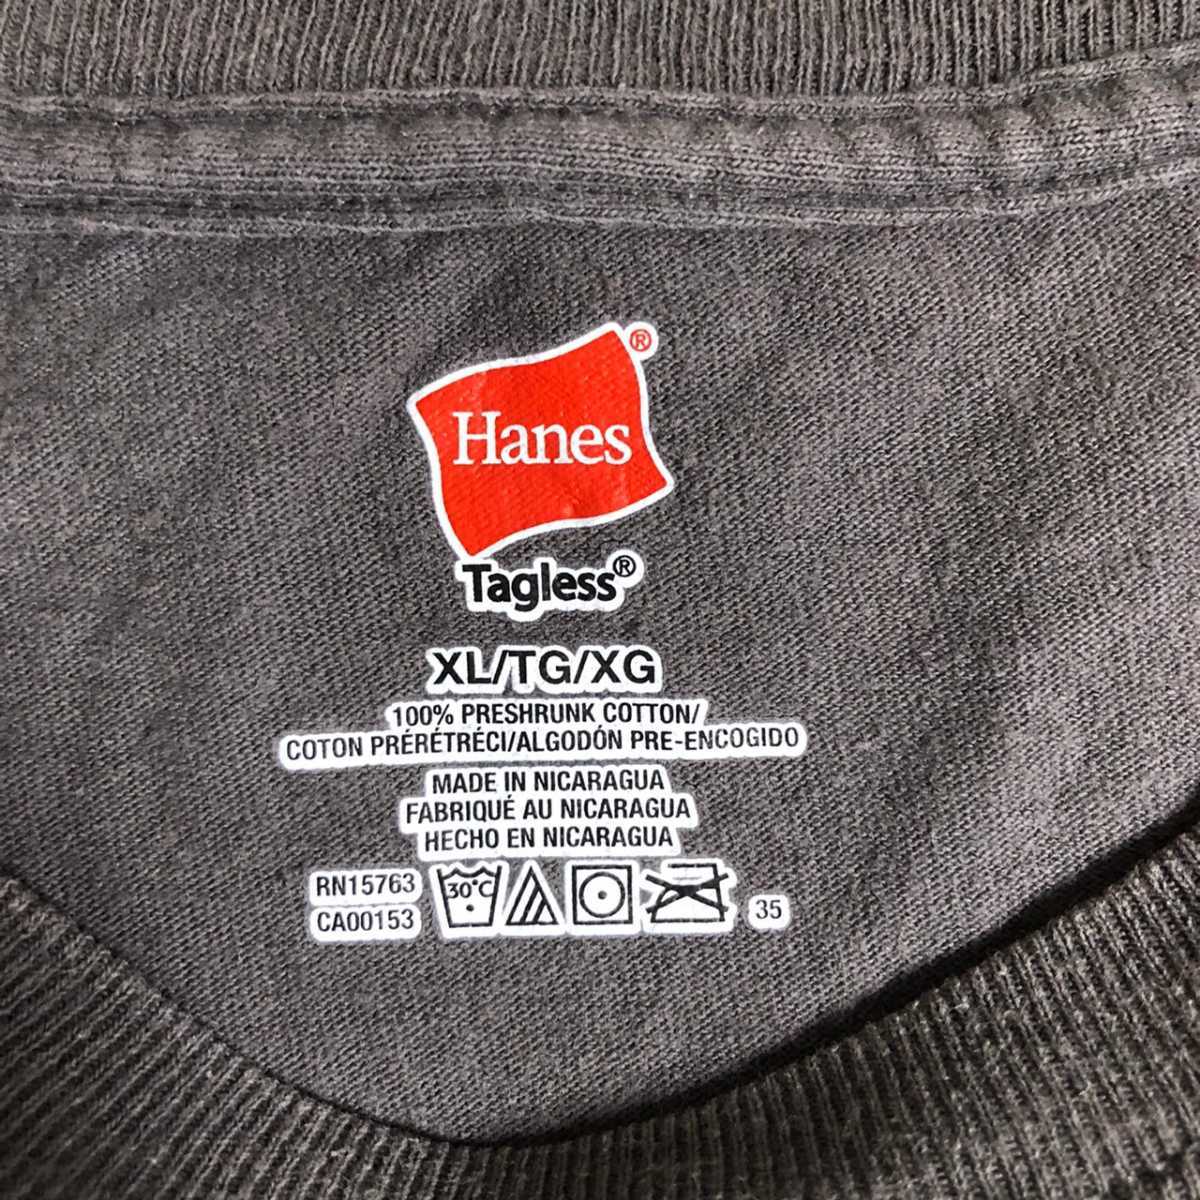 Hanes®
Tagless®
XL/TG/XG
100% PRESHRUNK COTTON/
COTON PRÉRÉTRÉCI/ALGODÓN PRE-ENCOGIDO
MADE IN NICARAGUA
FABRIQUÉ AU NICARAGUA
HECHO EN NICARAGUA
RN15763
CA00153
30°C
35